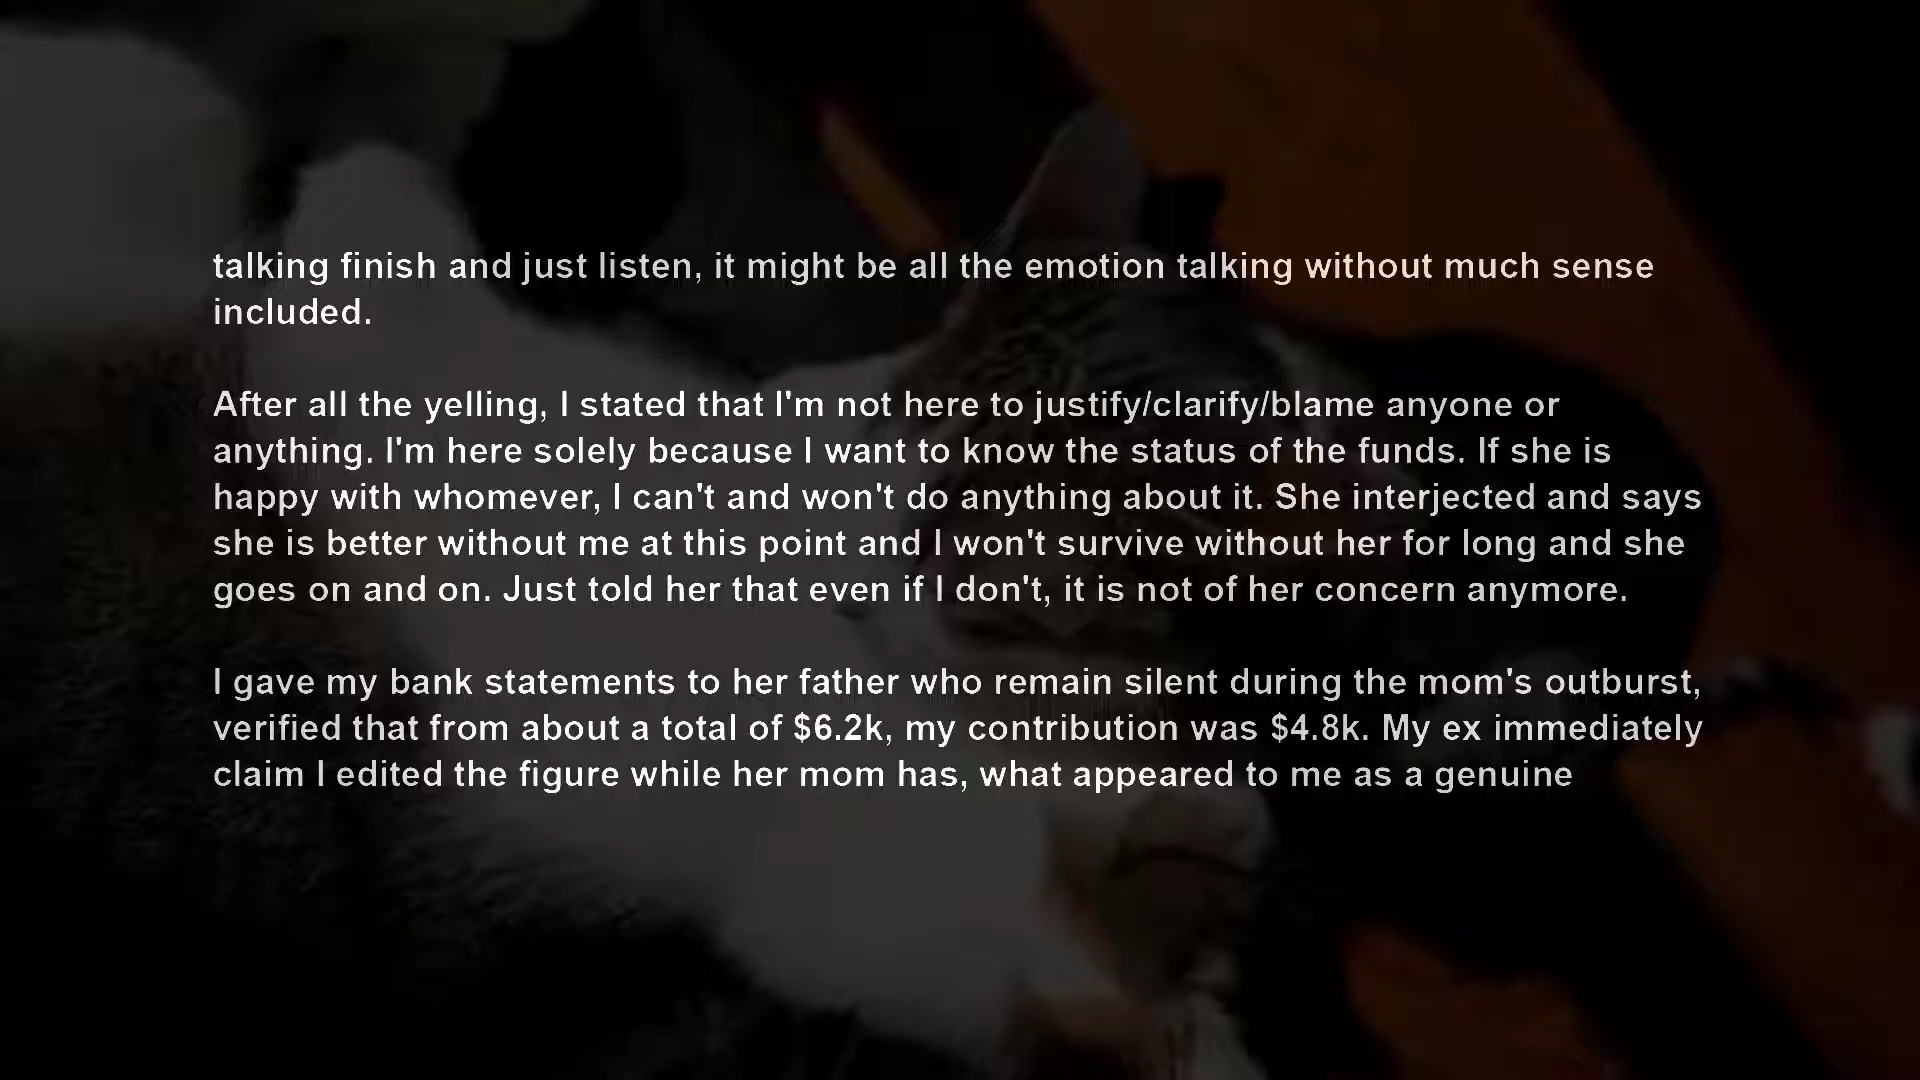 talking finish and just listen, it might be all the emotion talking without much sense
included.
After all the yelling, I stated that I'm not here to justify/clarify/blame anyone or
anything. I'm here solely because I want to know the status of the funds. If she is
happy with whomever, I can't and won't do anything about it. She interjected and says
she is better without me at this point and I won't survive without her for long and she
goes on and on. Just told her that even if I don't, it is not of her concern anymore.
I gave my bank statements to her father who remain silent during the mom's outburst,
verified that from about a total of $6.2k, my contribution was $4.8k. My ex immediately
claim I edited the figure while her mom has, what appeared to me as a genuine